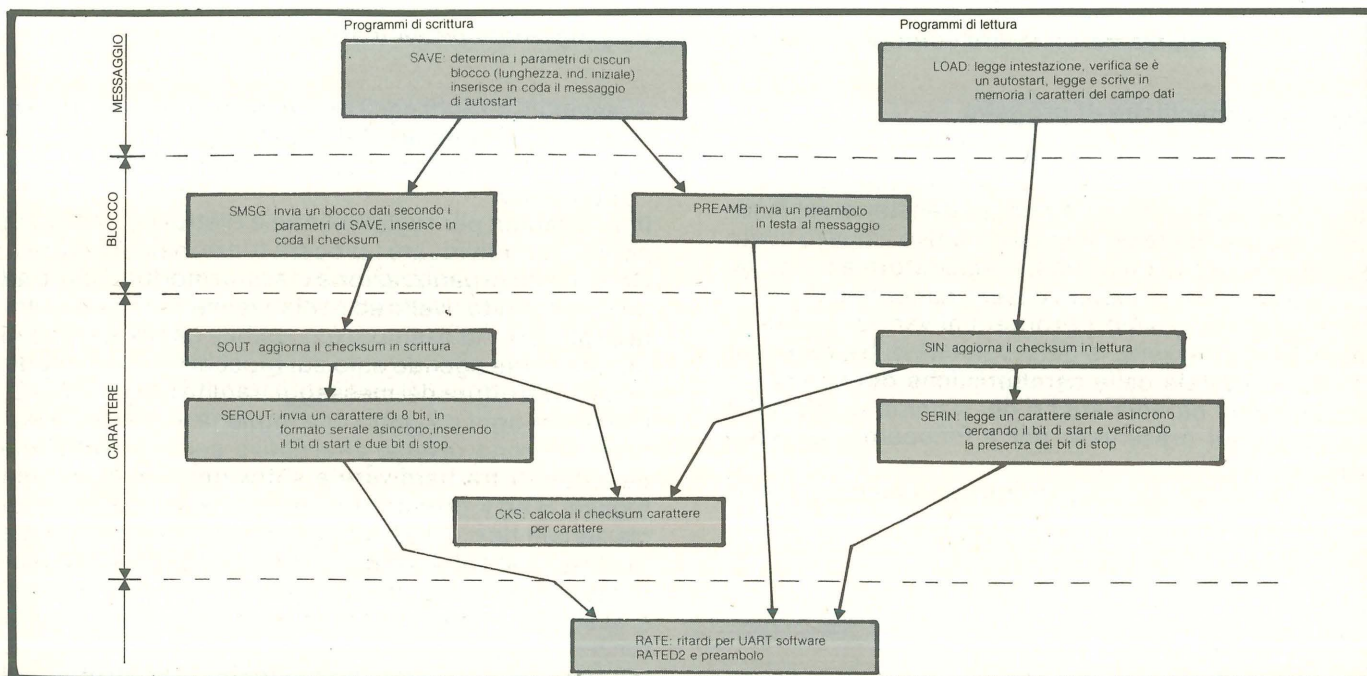 Programmi di scrittura
Programmi di lettura
MESSAGGIO
SAVE: determina i parametri di ciscun
blocco (lunghezza, ind. iniziale)
inserisce in coda il messaggio
di autostart
LOAD: legge intestazione, verifica se è
un autostart, legge e scrive in
memoria i caratteri del campo dati
BLOCCO
SMSG: invia un blocco dati secondo i
parametri di SAVE, inserisce in
coda il checksum
PREAMB: invia un preambolo
in testa al messaggio
CARATTERE
SOUT: aggiorna il checksum in scrittura
SIN: aggiorna il checksum in lettura
SEROUT: invia un carattere di 8 bit, in
formato seriale asincrono, inserendo
il bit di start e due bit di stop.
SERIN: legge un carattere seriale asincrono
cercando il bit di start e verificando
la presenza dei bit di stop
CKS: calcola il checksum carattere
per carattere
RATE: ritardi per UART software
RATED2 e preambolo